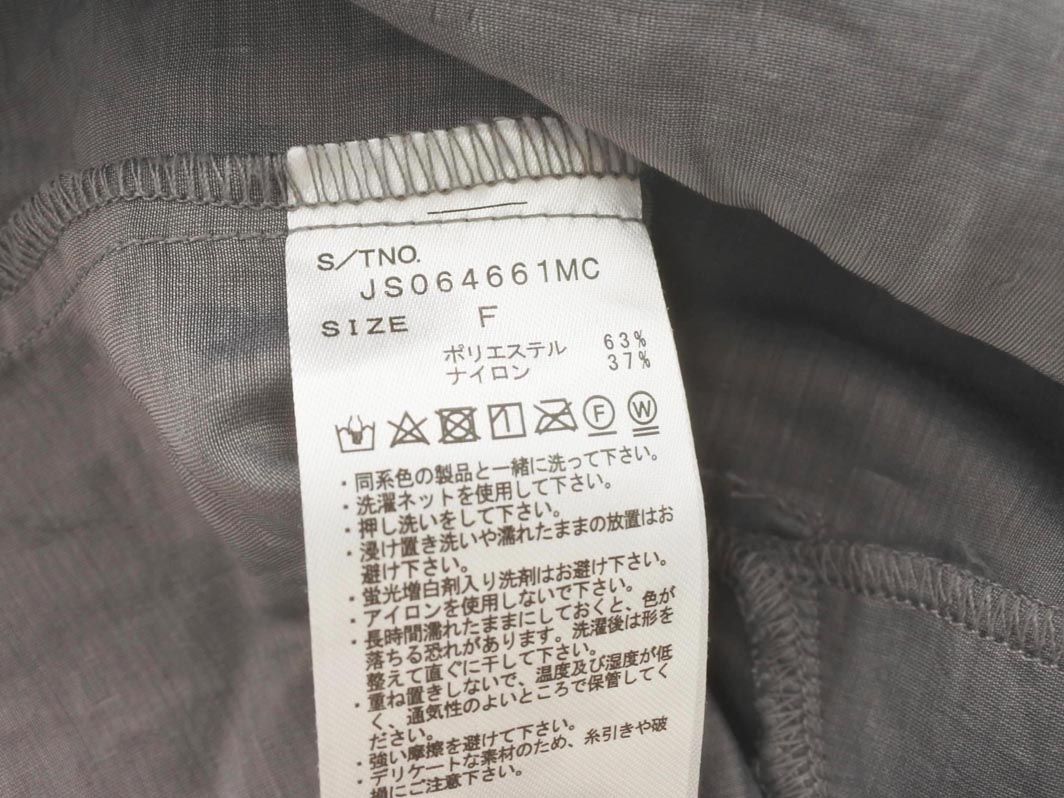 S/TNO.
JS064661MC
SIZE F
ポリエステル 63%
ナイロン 37%
F W
・同系色の製品と一緒に洗って下さい。
・洗濯ネットを使用して下さい。
・押し洗いをして下さい。
・浸け置き洗いや濡れたままの放置はお
避け下さい。
・蛍光増白剤入り洗剤はお避け下さい。
・アイロンを使用しないで下さい。
・長時間濡れたままにしておくと、色が
落ちる恐れがあります。洗濯後は形を
整えて直ぐに干して下さい。
・重ね置きしないで、温度及び湿度が低
く、通気性のよいところで保管してく
ださい。
・強い摩擦を避けて下さい。
・デリケートな素材のため、糸引きや破
損にご注意下さい。